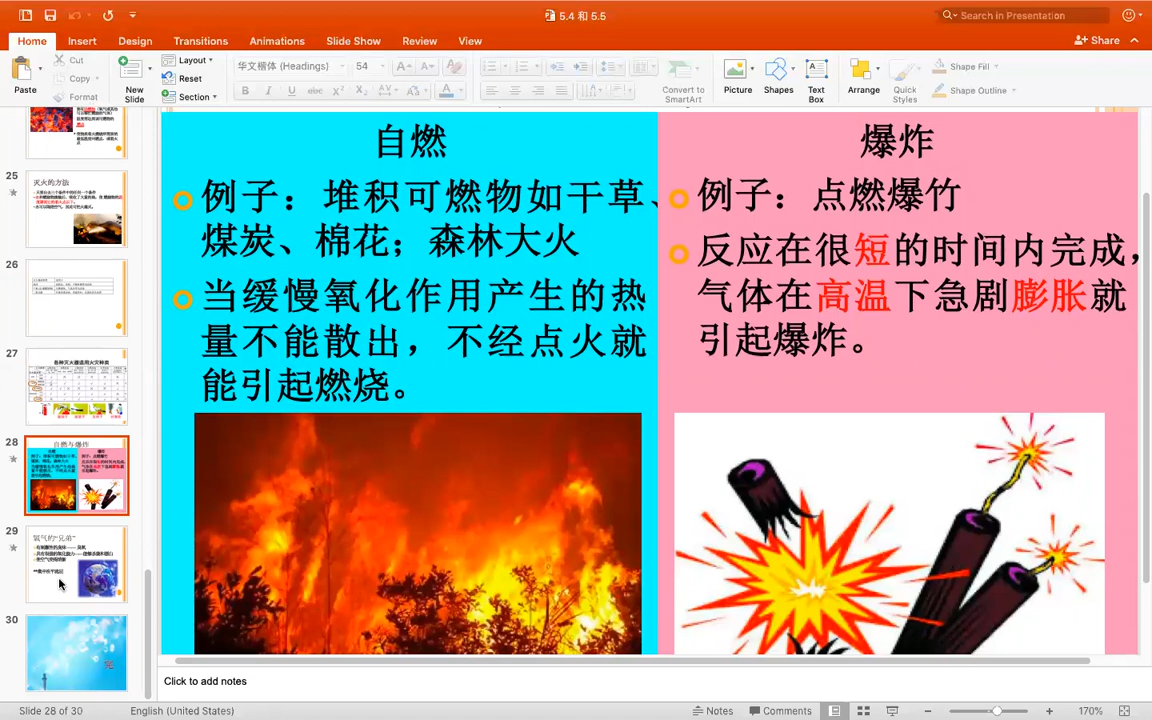 5.4 和 5.5
Search in Presentation
Home
Insert
Design
Transitions
Animations
Slide Show
Review
View
Share
Paste
Cut
Copy
Format
New
Slide
Layout
Reset
Section
华文楷体 (Headings)
54
Convert to
SmartArt
Picture
Shapes
Text
Box
Arrange
Quick
Styles
Shape Fill
Shape Outline
25
灭火的方法
26
27
各种灭火器适用火灾种类
28
自燃与爆炸
29
氧气的“兄弟”
30
自燃
例子：堆积可燃物如干草、
煤炭、棉花；森林大火
当缓慢氧化作用产生的热
量不能散出，不经点火就
能引起燃烧。
爆炸
例子：点燃爆竹
反应在很短的时间内完成，
气体在高温下急剧膨胀就
引起爆炸。
Click to add notes
Slide 28 of 30
English (United States)
Notes
Comments
170%